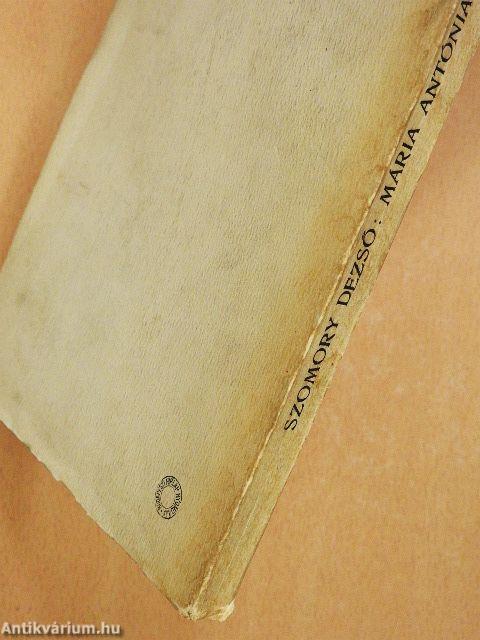 SZOMORY DEZSŐ: MÁRIA ANTÓNIA
Antikvárium.hu